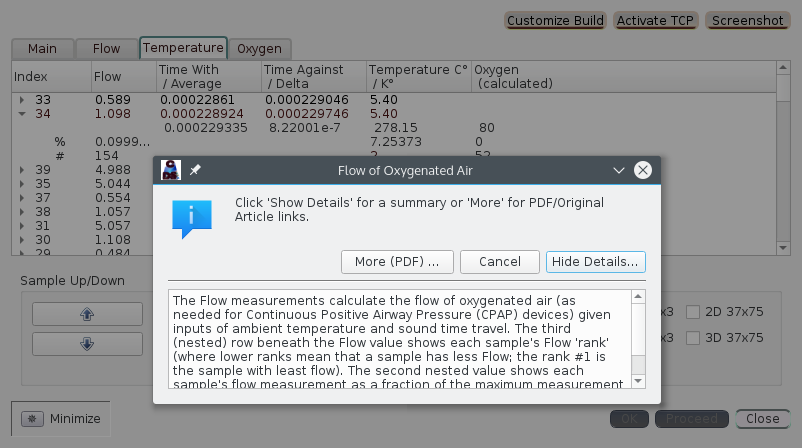 Customize Build Activate TCP Screenshot
Main Flow Temperature Oxygen
Index Flow Time With / Average Time Against / Delta Temperature C° / K° Oxygen (calculated)
33 0.589 0.00022861 0.000229046 5.40
34 1.098 0.000228924 0.000229746 5.40
0.000229335 8.22001e-7 278.15 80
% 0.0999... 7.25373 0
# 154
39 4.988
35 5.044
37 0.554
38 1.057
31 5.057
30 1.108
29 0.484
Flow of Oxygenated Air
Click 'Show Details' for a summary or 'More' for PDF/Original
Article links.
More (PDF) ... Cancel Hide Details...
The Flow measurements calculate the flow of oxygenated air (as
needed for Continuous Positive Airway Pressure (CPAP) devices) given
inputs of ambient temperature and sound time travel. The third
(nested) row beneath the Flow value shows each sample's Flow 'rank'
(where lower ranks mean that a sample has less Flow; the rank #1 is
the sample with least flow). The second nested value shows each
sample's flow measurement as a fraction of the maximum measurement
Sample Up/Down
x3 2D 37x75
x3 3D 37x75
Minimize
OK Proceed Close